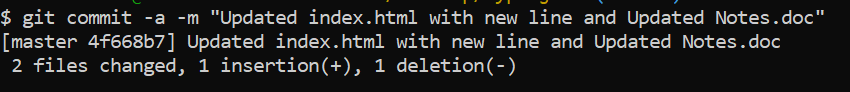 $ git commit -a -m "Updated index.html with new line and Updated Notes.doc"
[master 4f668b7] Updated index.html with new line and Updated Notes.doc
 2 files changed, 1 insertion(+), 1 deletion(-)